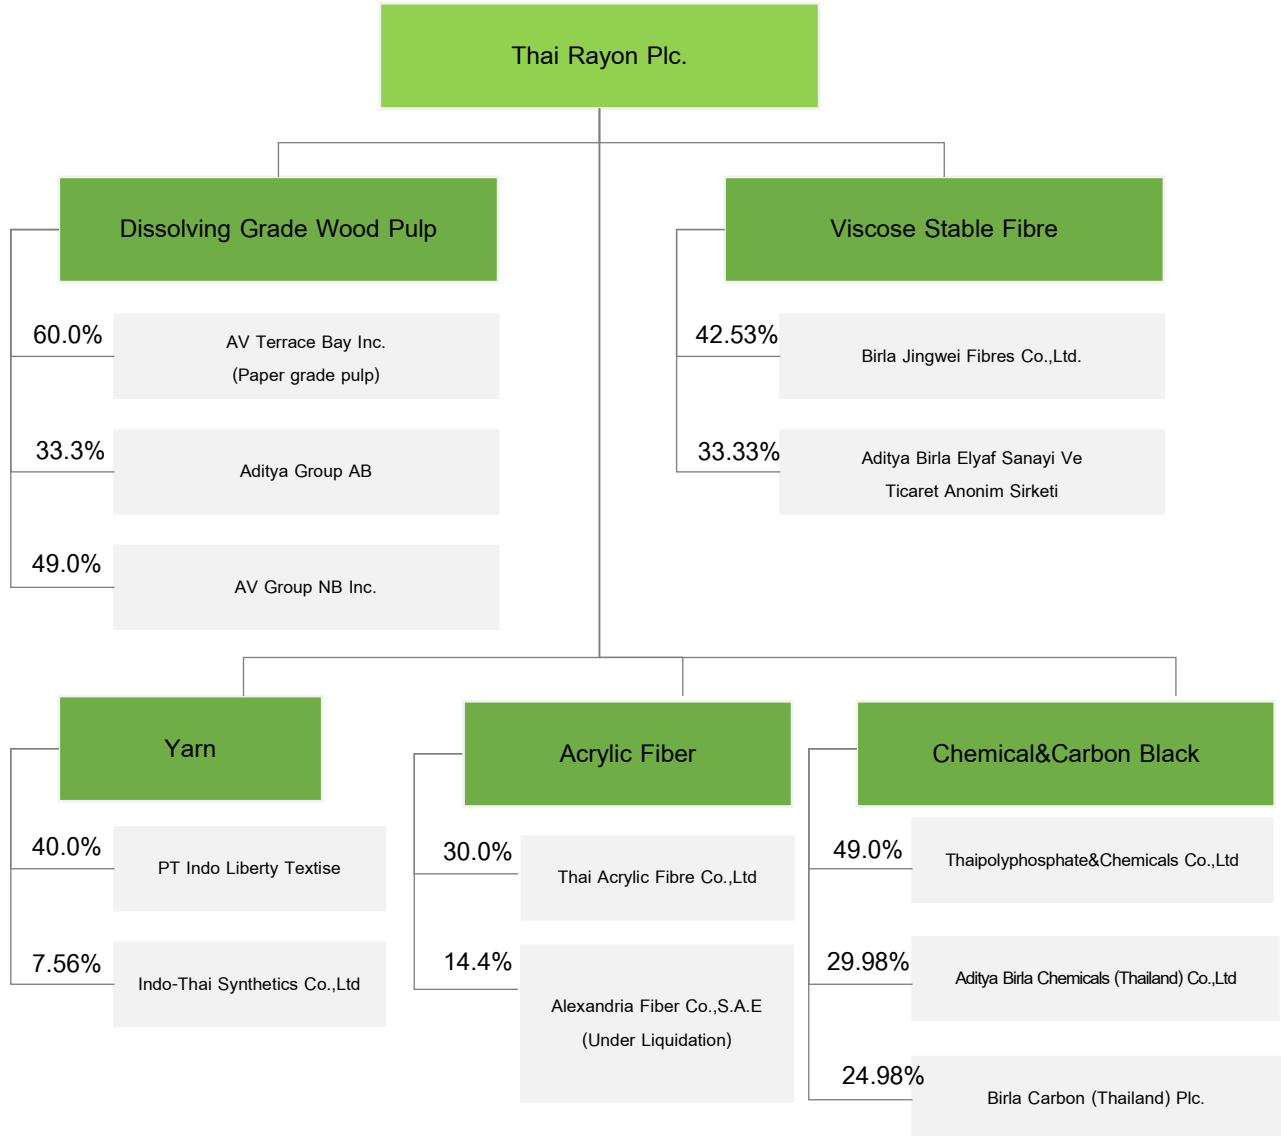 Thai Rayon Plc.
Dissolving Grade Wood Pulp
60.0%
AV Terrace Bay Inc.
(Paper grade pulp)
33.3%
Aditya Group AB
49.0%
AV Group NB Inc.
Viscose Stable Fibre
42.53%
Birla Jingwei Fibres Co.,Ltd.
33.33%
Aditya Birla Elyaf Sanayi Ve
Ticaret Anonim Sirketi
Yarn
40.0%
PT Indo Liberty Textise
7.56%
Indo-Thai Synthetics Co.,Ltd
Acrylic Fiber
30.0%
Thai Acrylic Fibre Co.,Ltd
14.4%
Alexandria Fiber Co.,S.A.E
(Under Liquidation)
Chemical&Carbon Black
49.0%
Thaipolyphosphate&Chemicals Co.,Ltd
29.98%
Aditya Birla Chemicals (Thailand) Co.,Ltd
24.98%
Birla Carbon (Thailand) Plc.